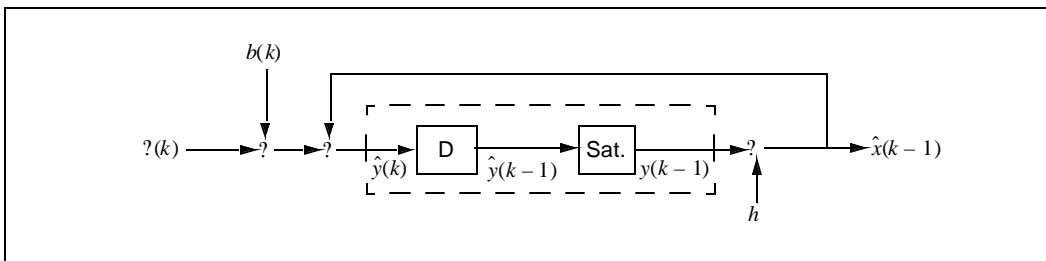 b(k)
?(k)
?
?
ŷ(k)
D
ŷ(k – 1)
Sat.
y(k – 1)
?
x̂(k – 1)
h